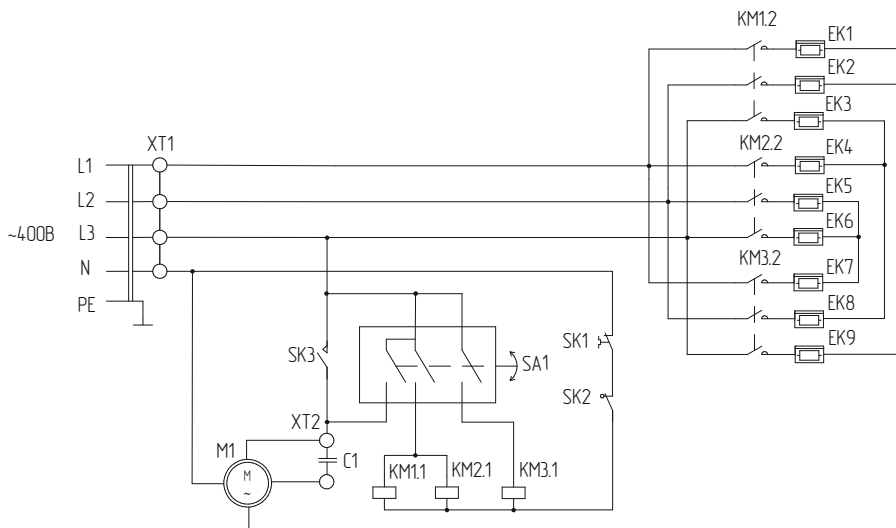 KM1.2
EK1
EK2
EK3
XT1
KM2.2
L1
EK4
L2
EK5
~400В
L3
EK6
N
KM3.2
EK7
PE
EK8
SK1
EK9
SK3
SA1
SK2
XT2
M1
C1
M
~
KM1.1
KM2.1
KM3.1